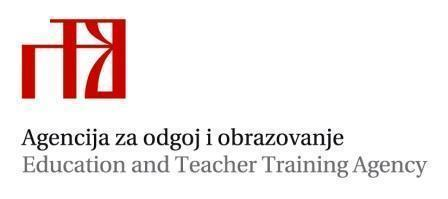 Agencija za odgoj i obrazovanje
Education and Teacher Training Agency